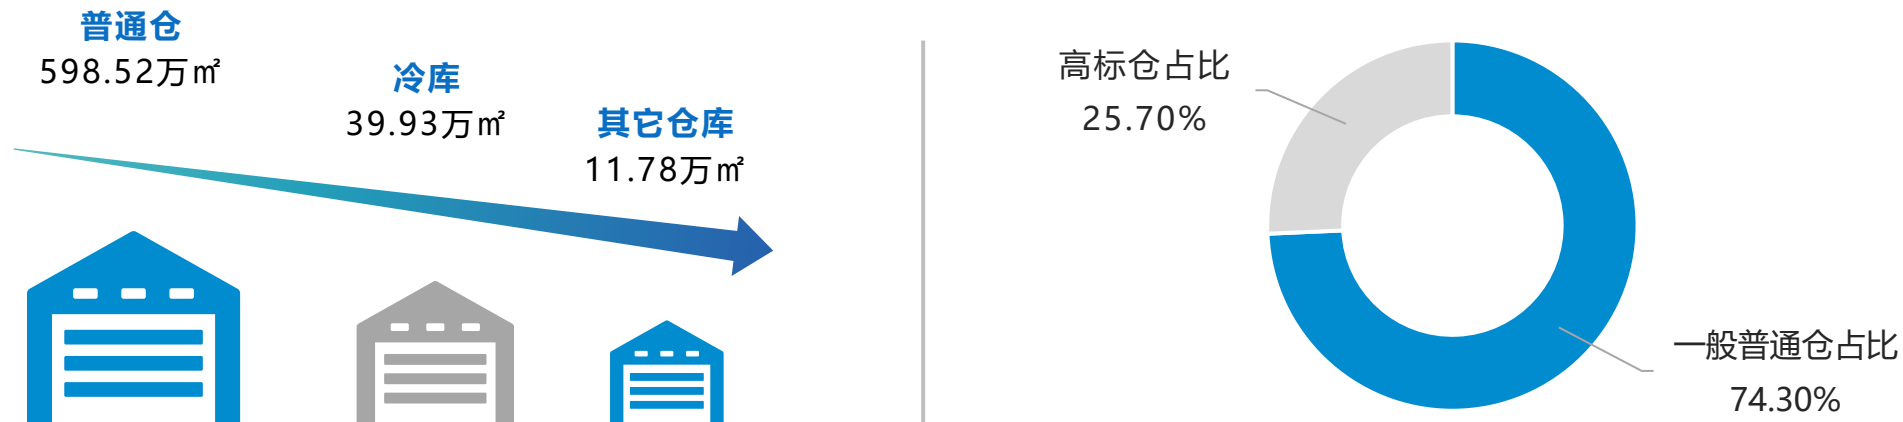 普通仓
598.52万㎡
冷库
39.93万㎡
其它仓库
11.78万㎡
高标仓占比
25.70%
一般普通仓占比
74.30%